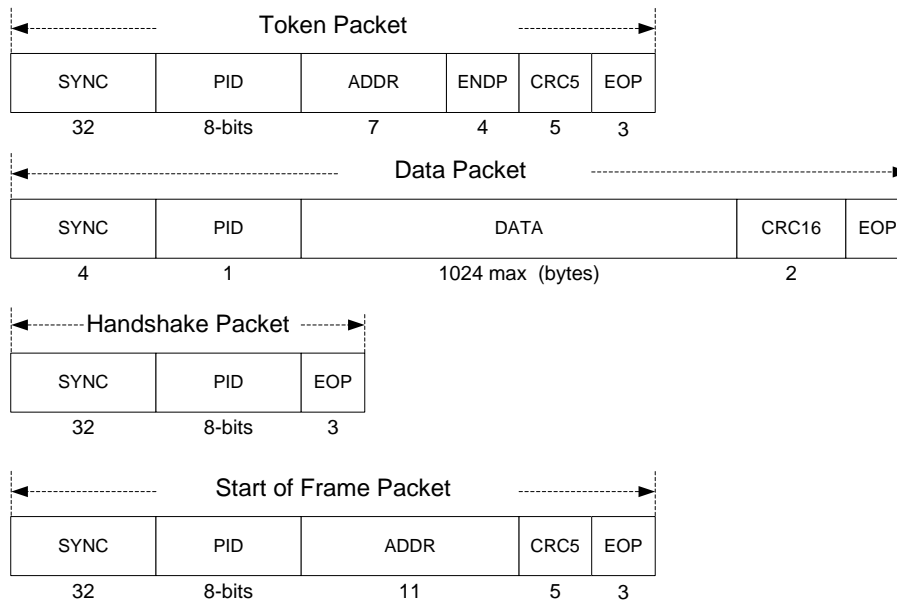 Token Packet
SYNC PID ADDR ENDP CRC5 EOP
32 8-bits 7 4 5 3
Data Packet
SYNC PID DATA CRC16 EOP
4 1 1024 max (bytes) 2
Handshake Packet
SYNC PID EOP
32 8-bits 3
Start of Frame Packet
SYNC PID ADDR CRC5 EOP
32 8-bits 11 5 3